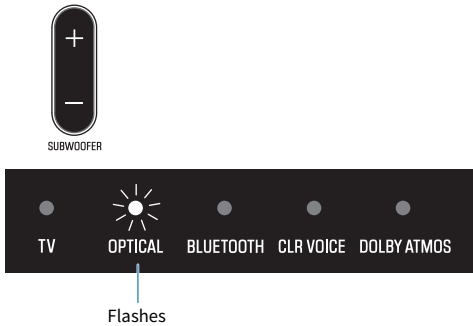 +
−
SUBWOOFER
TV OPTICAL BLUETOOTH CLR VOICE DOLBY ATMOS
Flashes